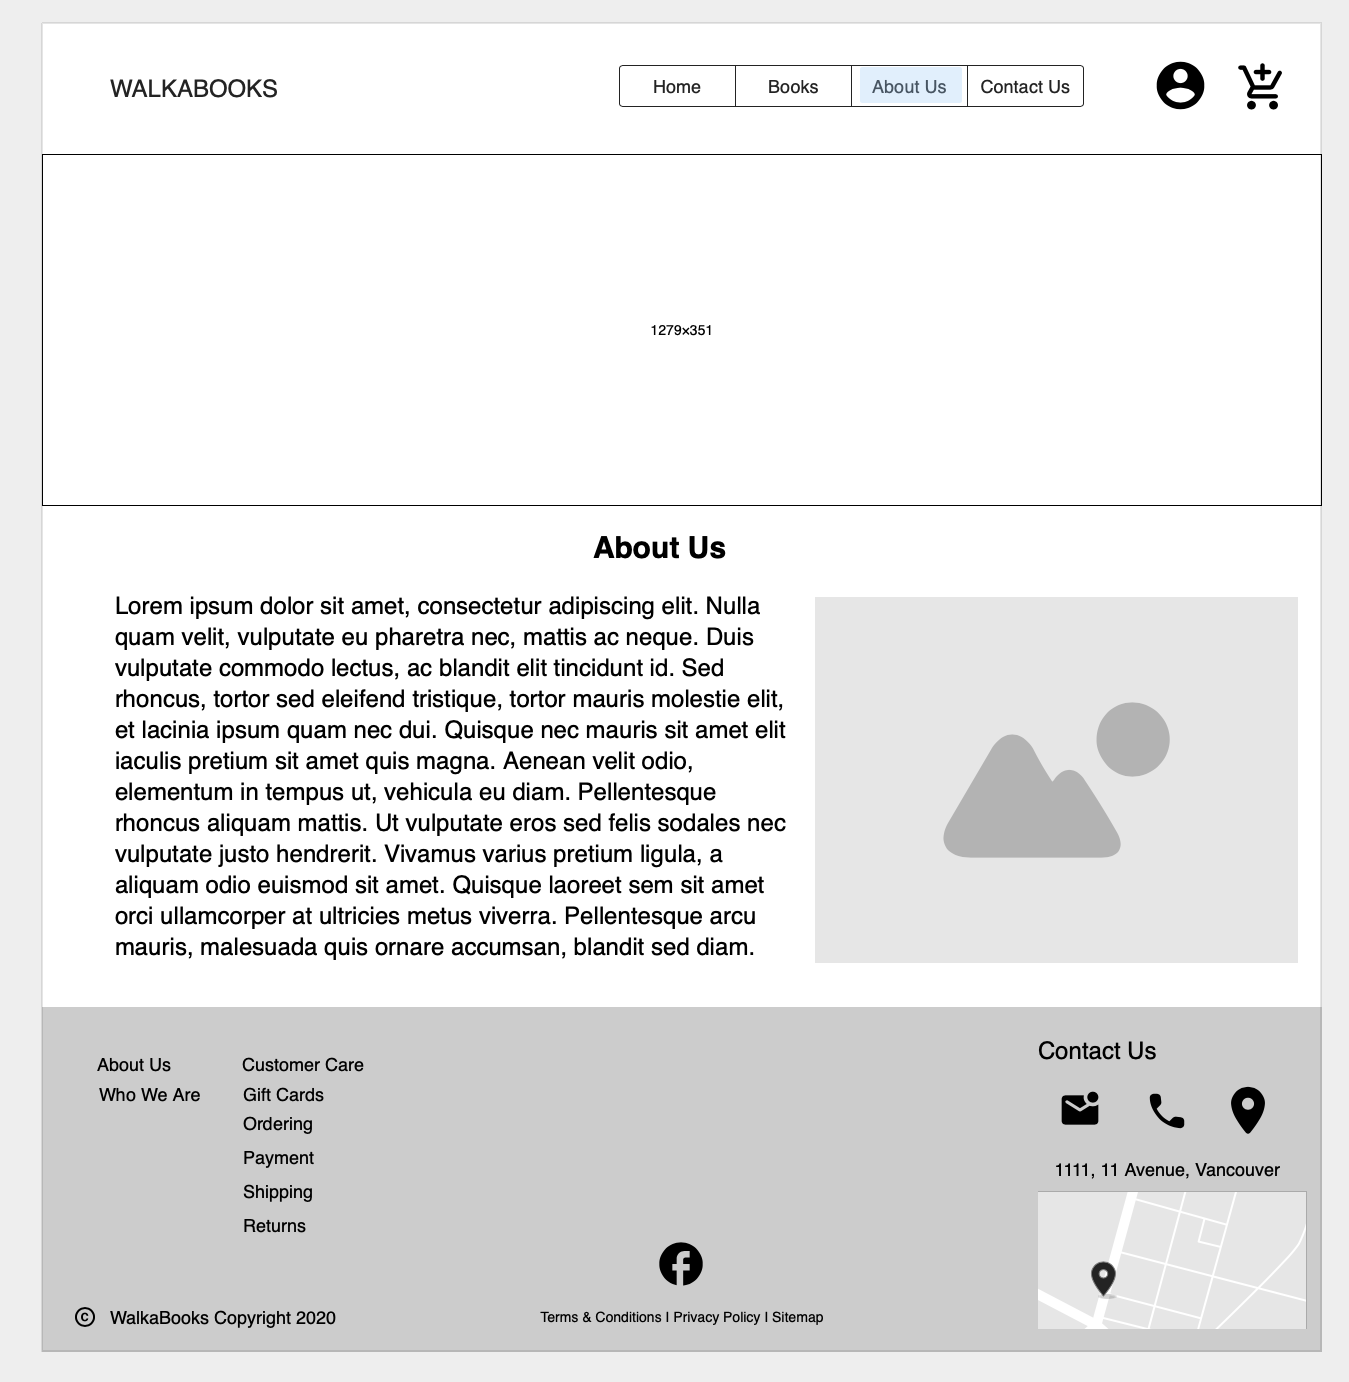 WALKABOOKS
Home
Books
About Us
Contact Us
1279×351
About Us
Lorem ipsum dolor sit amet, consectetur adipiscing elit. Nulla
quam velit, vulputate eu pharetra nec, mattis ac neque. Duis
vulputate commodo lectus, ac blandit elit tincidunt id. Sed
rhoncus, tortor sed eleifend tristique, tortor mauris molestie elit,
et lacinia ipsum quam nec dui. Quisque nec mauris sit amet elit
iaculis pretium sit amet quis magna. Aenean velit odio,
elementum in tempus ut, vehicula eu diam. Pellentesque
rhoncus aliquam mattis. Ut vulputate eros sed felis sodales nec
vulputate justo hendrerit. Vivamus varius pretium ligula, a
aliquam odio euismod sit amet. Quisque laoreet sem sit amet
orci ullamcorper at ultricies metus viverra. Pellentesque arcu
mauris, malesuada quis ornare accumsan, blandit sed diam.
About Us
Who We Are
Customer Care
Gift Cards
Ordering
Payment
Shipping
Returns
Contact Us
1111, 11 Avenue, Vancouver
© WalkaBooks Copyright 2020
Terms & Conditions I Privacy Policy I Sitemap